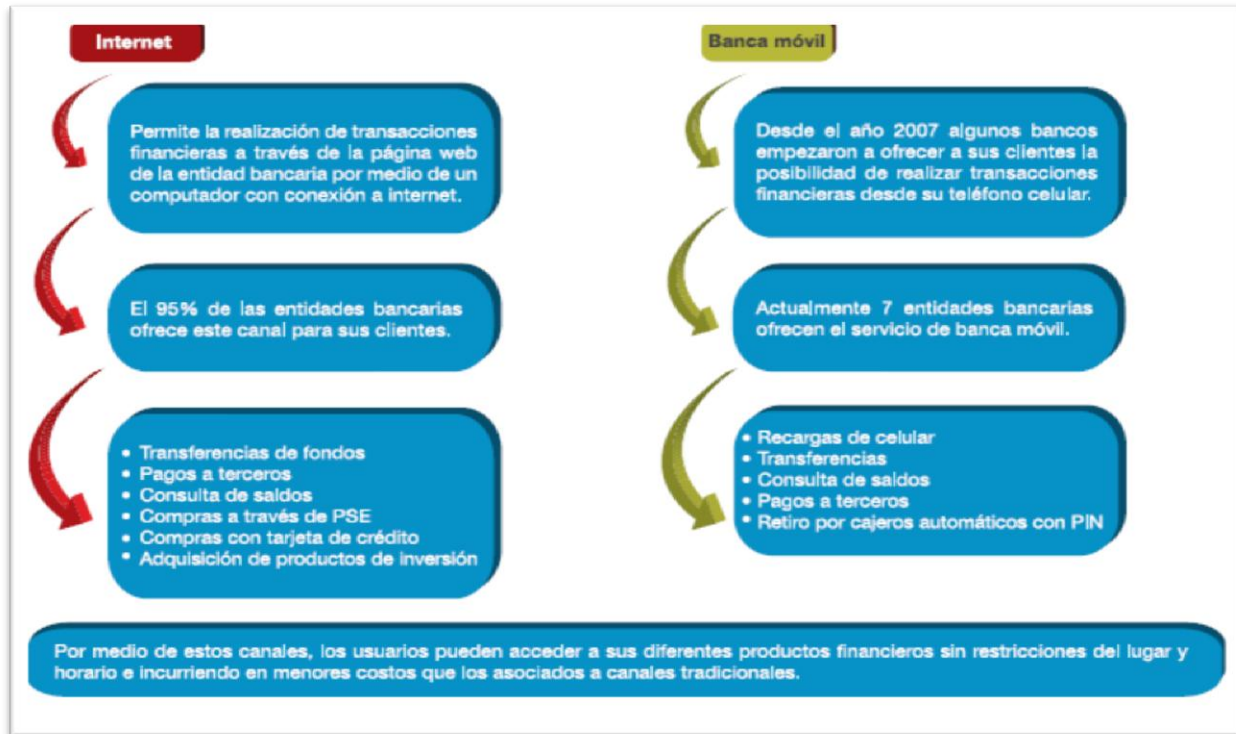 Internet
Permite la realización de transacciones
financieras a través de la página web
de la entidad bancaria por medio de un
computador con conexión a internet.
El 95% de las entidades bancarias
ofrece este canal para sus clientes.
• Transferencias de fondos
• Pagos a terceros
• Consulta de saldos
• Compras a través de PSE
• Compras con tarjeta de crédito
• Adquisición de productos de inversión
Banca móvil
Desde el año 2007 algunos bancos
empezaron a ofrecer a sus clientes la
posibilidad de realizar transacciones
financieras desde su teléfono celular.
Actualmente 7 entidades bancarias
ofrecen el servicio de banca móvil.
• Recargas de celular
• Transferencias
• Consulta de saldos
• Pagos a terceros
• Retiro por cajeros automáticos con PIN
Por medio de estos canales, los usuarios pueden acceder a sus diferentes productos financieros sin restricciones del lugar y
horario e incurriendo en menores costos que los asociados a canales tradicionales.